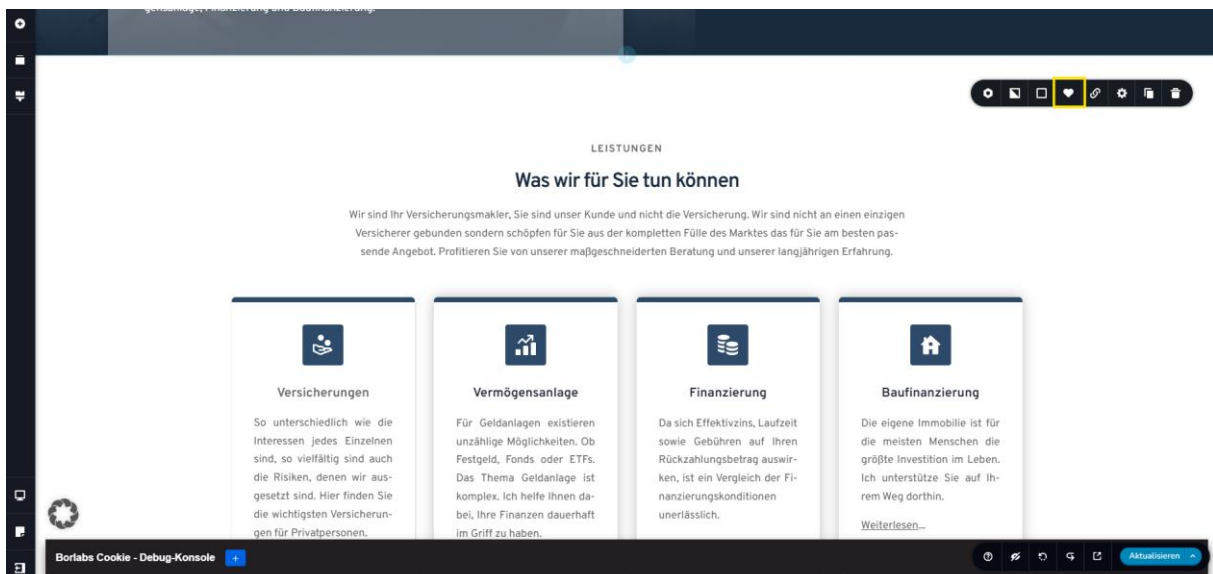 genanlage, Finanzierung und Baufinanzierung.
LEISTUNGEN
Was wir für Sie tun können
Wir sind Ihr Versicherungsmakler, Sie sind unser Kunde und nicht die Versicherung. Wir sind nicht an einen einzigen
Versicherer gebunden sondern schöpfen für Sie aus der kompletten Fülle des Marktes das für Sie am besten pas-
sende Angebot. Profitieren Sie von unserer maßgeschneiderten Beratung und unserer langjährigen Erfahrung.
Versicherungen
So unterschiedlich wie die
Interessen jedes Einzelnen
sind, so vielfältig sind auch
die Risiken, denen wir aus-
gesetzt sind. Hier finden Sie
die wichtigsten Versicherun-
gen für Privatpersonen.
Vermögensanlage
Für Geldanlagen existieren
unzählige Möglichkeiten. Ob
Festgeld, Fonds oder ETFs.
Das Thema Geldanlage ist
komplex. Ich helfe Ihnen da-
bei, Ihre Finanzen dauerhaft
im Griff zu haben.
Finanzierung
Da sich Effektivzins, Laufzeit
sowie Gebühren auf Ihren
Rückzahlungsbetrag auswir-
ken, ist ein Vergleich der Fi-
nanzierungskonditionen
unerlässlich.
Baufinanzierung
Die eigene Immobilie ist für
die meisten Menschen die
größte Investition im Leben.
Ich unterstütze Sie auf Ih-
rem Weg dorthin.
Weiterlesen...
Borlabs Cookie - Debug-Konsole +
Aktualisieren